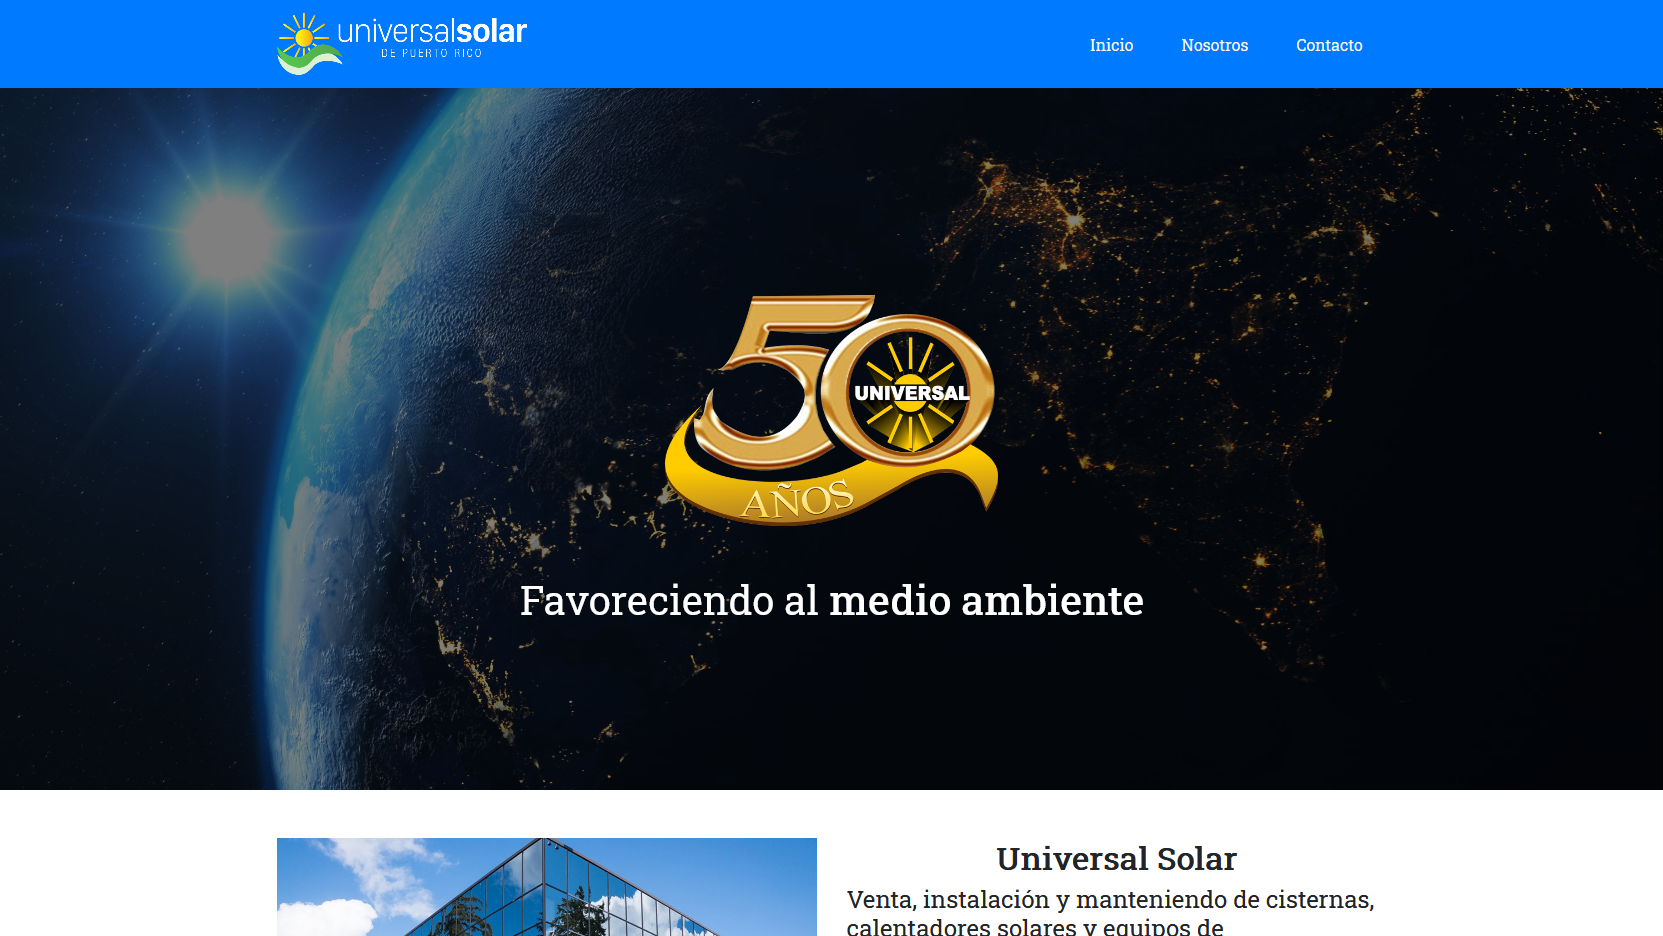 universalsolar
DE PUERTO RICO
Inicio
Nosotros
Contacto
50
UNIVERSAL
AÑOS
Favoreciendo al medio ambiente
Universal Solar
Venta, instalación y manteniendo de cisternas,
calentadores solares y equipos de